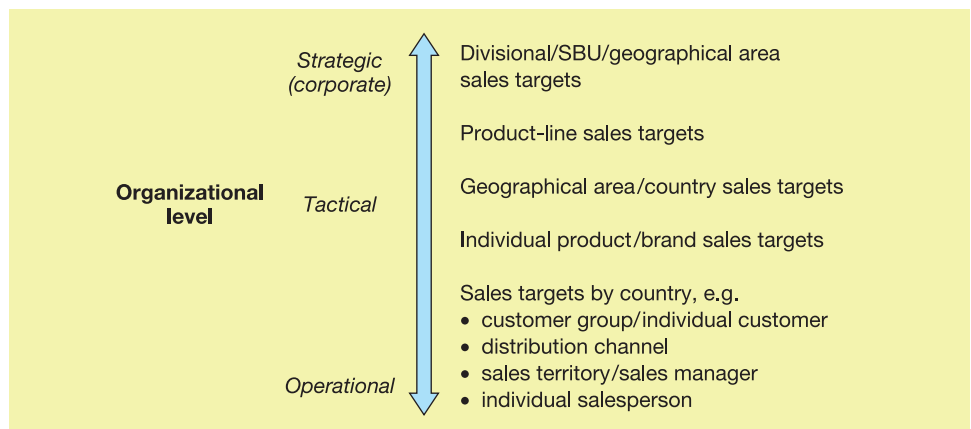 Strategic
(corporate)
Divisional/SBU/geographical area
sales targets
Product-line sales targets
Organizational
level
Tactical
Geographical area/country sales targets
Individual product/brand sales targets
Sales targets by country, e.g.
• customer group/individual customer
• distribution channel
• sales territory/sales manager
Operational
• individual salesperson